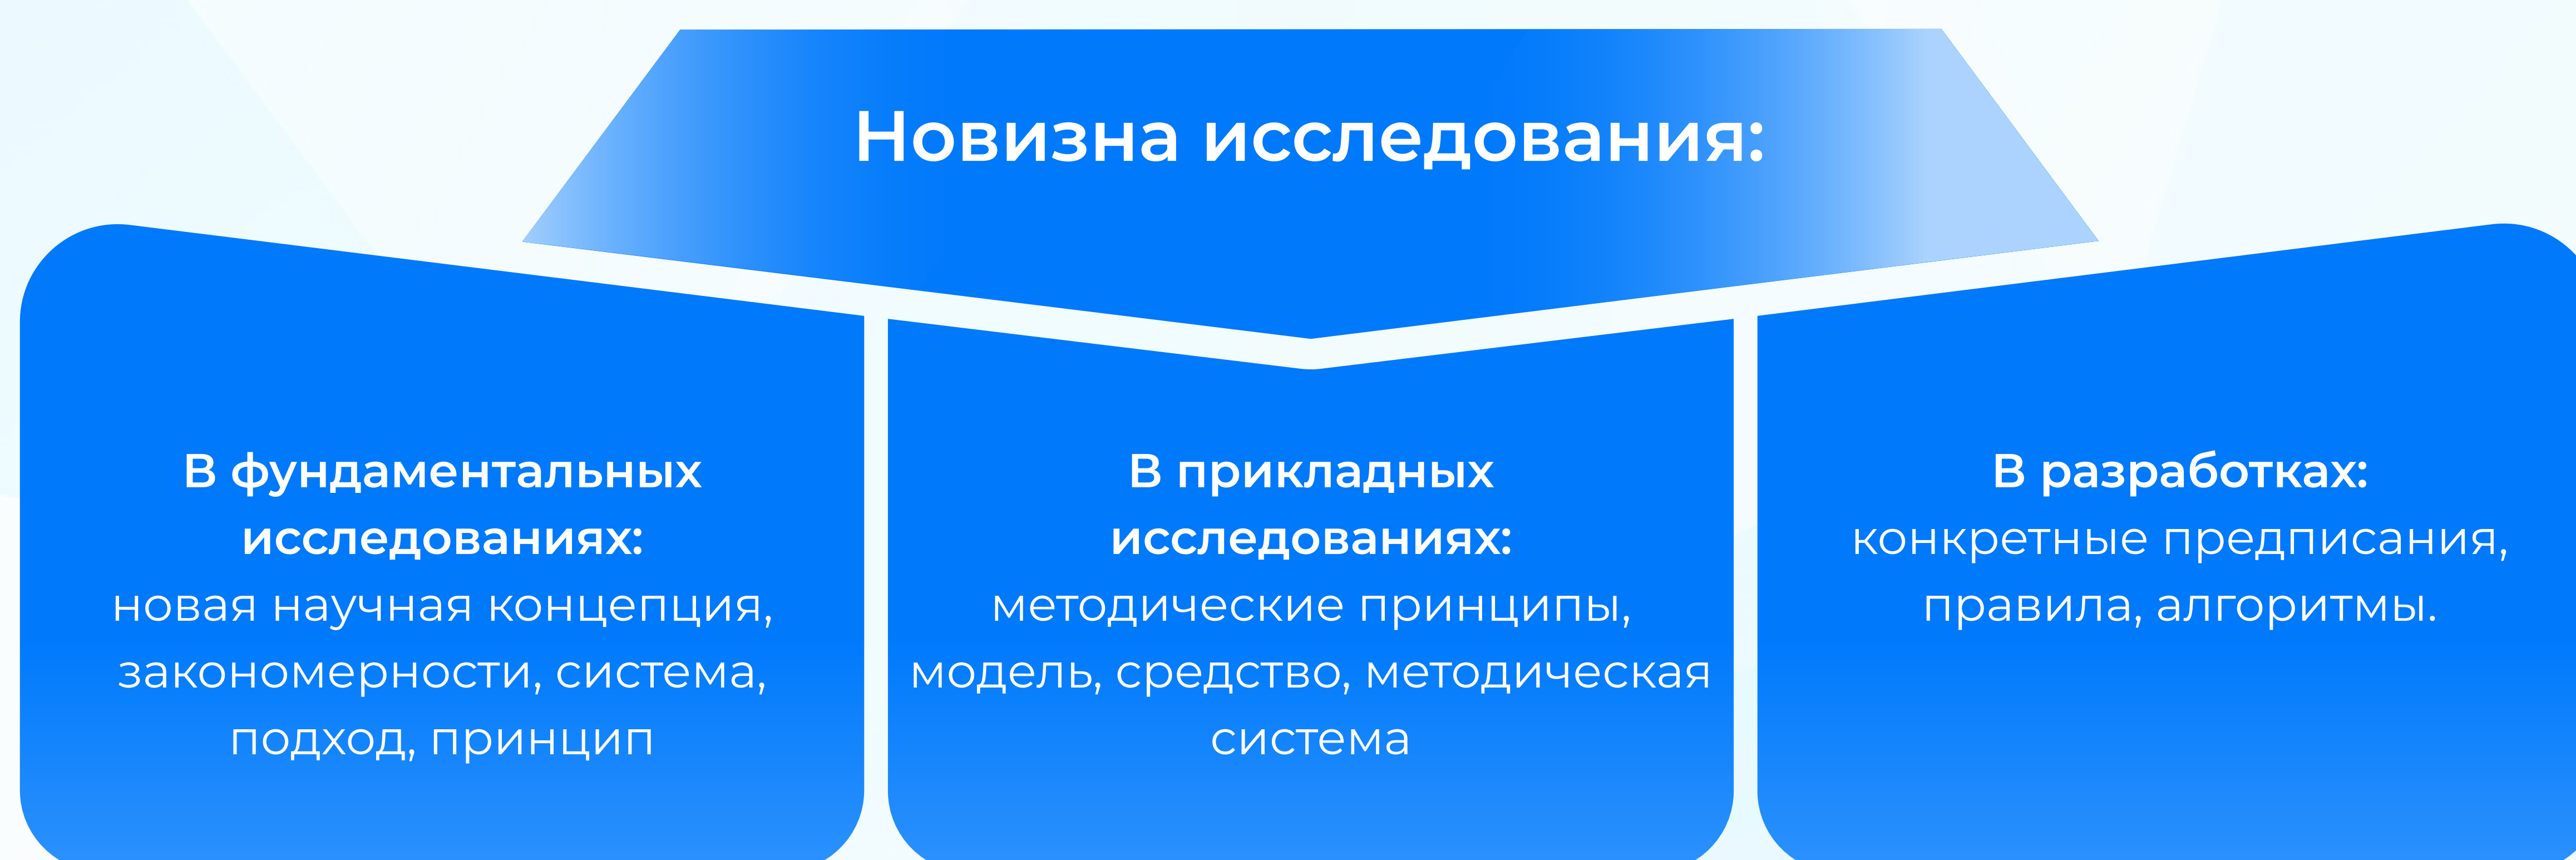 Новизна исследования:
В фундаментальных
исследованиях:
новая научная концепция,
закономерности, система,
подход, принцип
В прикладных
исследованиях:
методические принципы,
модель, средство, методическая
система
В разработках:
конкретные предписания,
правила, алгоритмы.